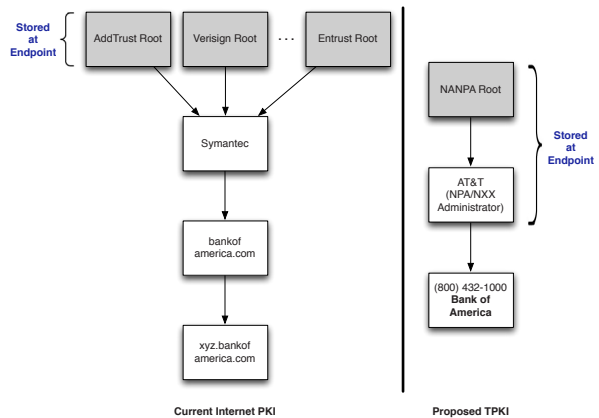 Stored
at
Endpoint
AddTrust Root
Verisign Root
...
Entrust Root
Symantec
bankof
america.com
xyz.bankof
america.com
Current Internet PKI
NANPA Root
AT&T
(NPA/NXX
Administrator)
Stored
at
Endpoint
(800) 432-1000
Bank of
America
Proposed TPKI